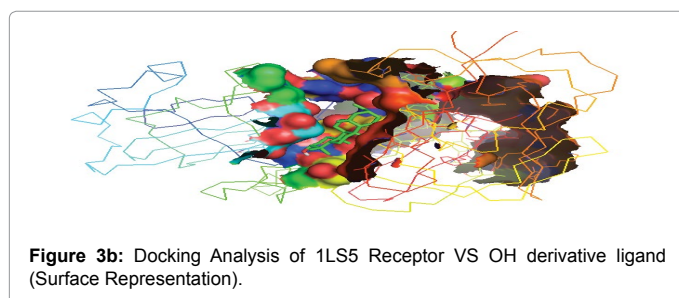 Figure 3b: Docking Analysis of 1LS5 Receptor VS OH derivative ligand
(Surface Representation).